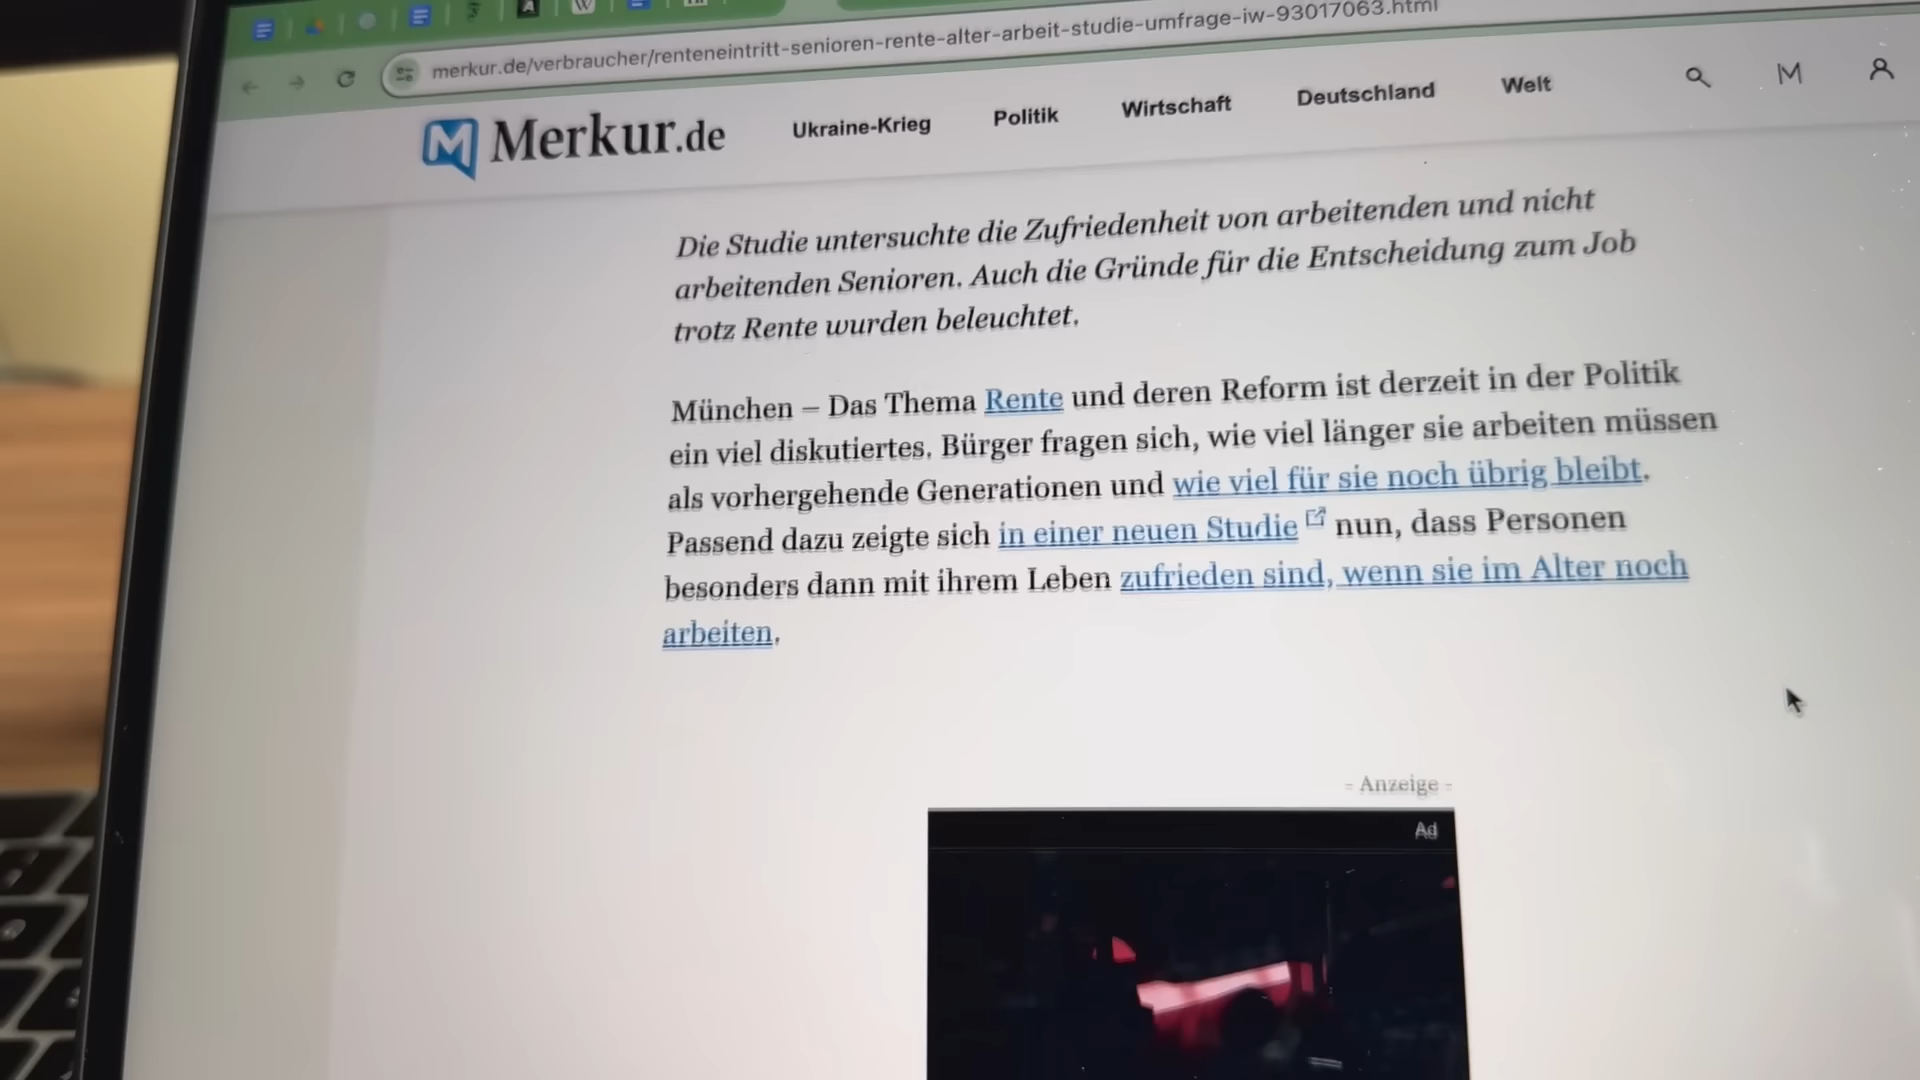 merkur.de/verbraucher/renteneintritt-senioren-rente-alter-arbeit-studie-umfrage-iw-93017063.html
Merkur.de
Ukraine-Krieg
Politik
Wirtschaft
Deutschland
Welt
M
Die Studie untersuchte die Zufriedenheit von arbeitenden und nicht
arbeitenden Senioren. Auch die Gründe für die Entscheidung zum Job
trotz Rente wurden beleuchtet.
München – Das Thema Rente und deren Reform ist derzeit in der Politik
ein viel diskutiertes. Bürger fragen sich, wie viel länger sie arbeiten müssen
als vorhergehende Generationen und wie viel für sie noch übrig bleibt.
Passend dazu zeigte sich in einer neuen Studie nun, dass Personen
besonders dann mit ihrem Leben zufrieden sind, wenn sie im Alter noch
arbeiten.
- Anzeige -
Ad